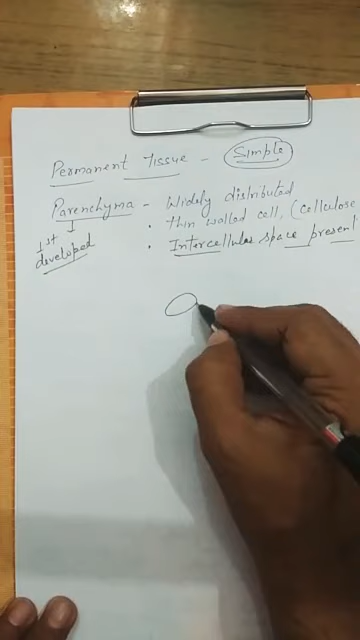 Permanent Tissue - Simple
Parenchyma - Widely distributed
1st developed
. Thin walled cell, (cellulose
. Intercellular space present